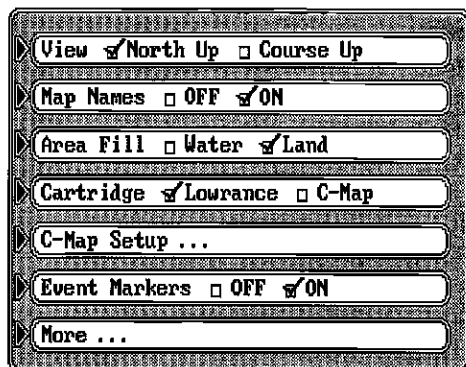 View ☑North Up □ Course Up
Map Names □ OFF ☑ON
Area Fill □ Water ☑Land
Cartridge ☑Lowrance □ C-Map
C-Map Setup ...
Event Markers □ OFF ☑ON
More ...